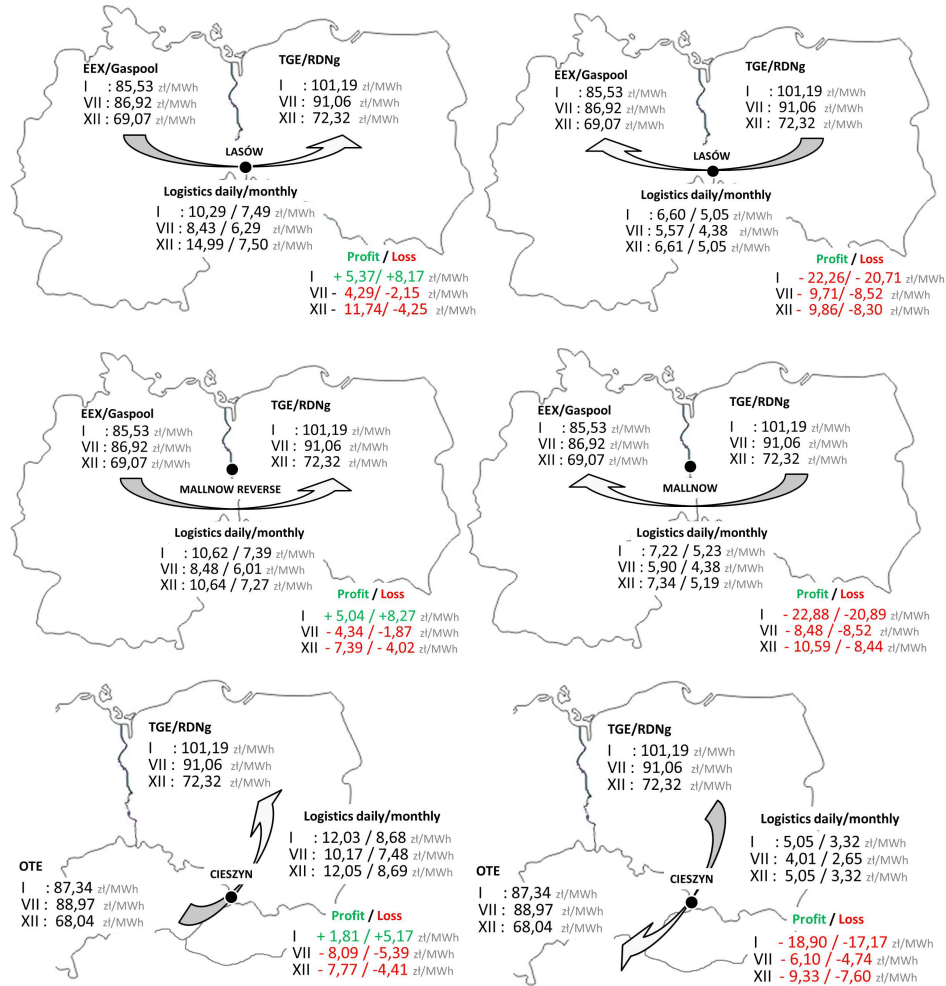 EEX/Gaspool
I : 85,53 zł/MWh
VII : 86,92 zł/MWh
XII : 69,07 zł/MWh
TGE/RDNg
I : 101,19 zł/MWh
VII : 91,06 zł/MWh
XII : 72,32 zł/MWh
LASÓW
Logistics daily/monthly
I : 10,29 / 7,49 zł/MWh
VII : 8,43 / 6,29 zł/MWh
XII : 14,99 / 7,50 zł/MWh
Profit / Loss
I + 5,37/ +8,17 zł/MWh
VII - 4,29/ -2,15 zł/MWh
XII - 11,74/ -4,25 zł/MWh
EEX/Gaspool
I : 85,53 zł/MWh
VII : 86,92 zł/MWh
XII : 69,07 zł/MWh
TGE/RDNg
I : 101,19 zł/MWh
VII : 91,06 zł/MWh
XII : 72,32 zł/MWh
LASÓW
Logistics daily/monthly
I : 6,60 / 5,05 zł/MWh
VII : 5,57 / 4,38 zł/MWh
XII : 6,61 / 5,05 zł/MWh
Profit / Loss
I - 22,26/ - 20,71 zł/MWh
VII - 9,71/ -8,52 zł/MWh
XII - 9,86/ -8,30 zł/MWh
EEX/Gaspool
I : 85,53 zł/MWh
VII : 86,92 zł/MWh
XII : 69,07 zł/MWh
TGE/RDNg
I : 101,19 zł/MWh
VII : 91,06 zł/MWh
XII : 72,32 zł/MWh
MALLNOW REVERSE
Logistics daily/monthly
I : 10,62 / 7,39 zł/MWh
VII : 8,48 / 6,01 zł/MWh
XII : 10,64 / 7,27 zł/MWh
Profit / Loss
I + 5,04 / +8,27 zł/MWh
VII - 4,34 / -1,87 zł/MWh
XII - 7,39 / - 4,02 zł/MWh
EEX/Gaspool
I : 85,53 zł/MWh
VII : 86,92 zł/MWh
XII : 69,07 zł/MWh
TGE/RDNg
I : 101,19 zł/MWh
VII : 91,06 zł/MWh
XII : 72,32 zł/MWh
MALLNOW
Logistics daily/monthly
I : 7,22 / 5,23 zł/MWh
VII : 5,90 / 4,38 zł/MWh
XII : 7,34 / 5,19 zł/MWh
Profit / Loss
I - 22,88 / -20,89 zł/MWh
VII - 8,48 / -8,52 zł/MWh
XII - 10,59 / - 8,44 zł/MWh
TGE/RDNg
I : 101,19 zł/MWh
VII : 91,06 zł/MWh
XII : 72,32 zł/MWh
Logistics daily/monthly
I : 12,03 / 8,68 zł/MWh
VII : 10,17 / 7,48 zł/MWh
XII : 12,05 / 8,69 zł/MWh
OTE
I : 87,34 zł/MWh
VII : 88,97 zł/MWh
XII : 68,04 zł/MWh
CIESZYN
Profit / Loss
I + 1,81 / +5,17 zł/MWh
VII - 8,09 / -5,39 zł/MWh
XII - 7,77 / -4,41 zł/MWh
TGE/RDNg
I : 101,19 zł/MWh
VII : 91,06 zł/MWh
XII : 72,32 zł/MWh
Logistics daily/monthly
I : 5,05 / 3,32 zł/MWh
VII : 4,01 / 2,65 zł/MWh
XII : 5,05 / 3,32 zł/MWh
OTE
I : 87,34 zł/MWh
VII : 88,97 zł/MWh
XII : 68,04 zł/MWh
CIESZYN
Profit / Loss
I - 18,90 / -17,17 zł/MWh
VII - 6,10 / -4,74 zł/MWh
XII - 9,33 / -7,60 zł/MWh